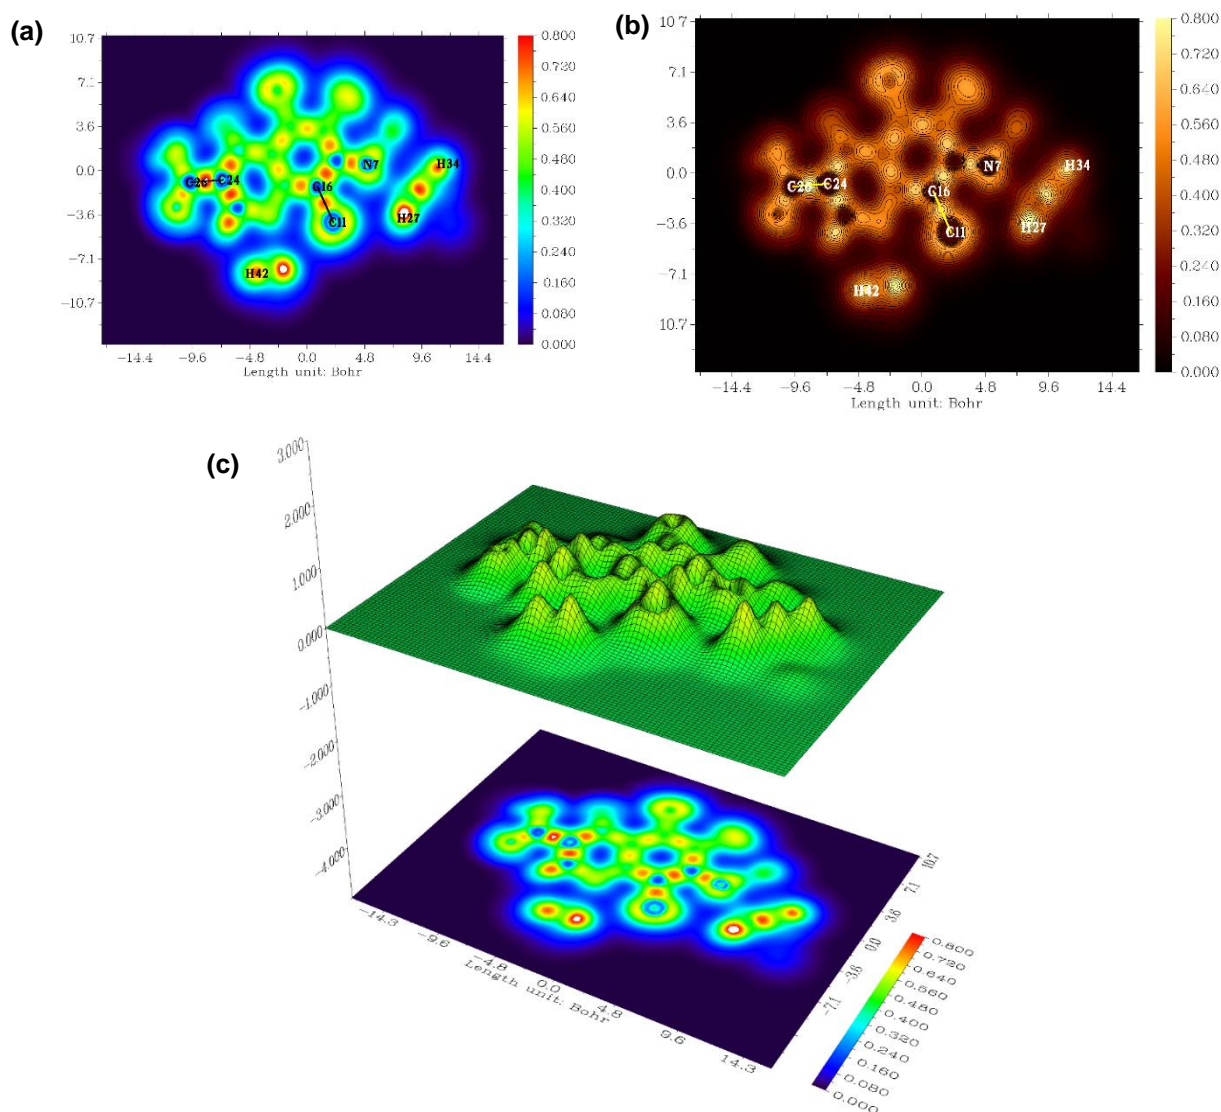 (a)
10.7
7.1
3.6
0.0
−3.6
−7.1
−10.7
−14.4 −9.6 −4.8 0.0 4.8 9.6 14.4
Length unit: Bohr
0.800
0.720
0.640
0.560
0.480
0.400
0.320
0.240
0.160
0.080
0.000
N7
H34
C26 C24
C16
C11
H27
H42
(b)
10.7
7.1
3.6
0.0
−3.6
−7.1
10.7
−14.4 −9.6 −4.8 0.0 4.8 9.6 14.4
Length unit: Bohr
0.800
0.720
0.640
0.560
0.480
0.400
0.320
0.240
0.160
0.080
0.000
N7
H34
C26 C24
C16
C11
H27
H42
(c)
3.000
2.000
1.000
0.000
−1.000
−2.000
−3.000
−4.000
−14.3 −9.6 −4.8 0.0 4.8 9.6 14.3
Length unit: Bohr
10.7
7.1
3.6
0.0
−3.6
−7.1
0.800
0.720
0.640
0.560
0.480
0.400
0.320
0.240
0.160
0.080
0.000